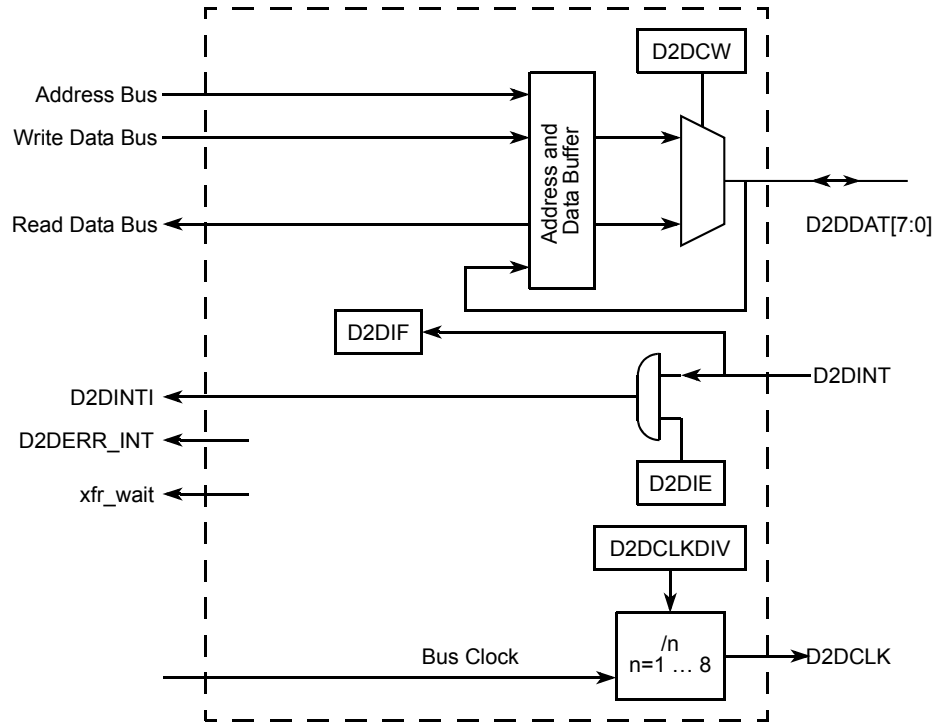 D2DCW
Address Bus
Write Data Bus
Address and
Data Buffer
Read Data Bus
D2DDAT[7:0]
D2DIF
D2DINT
D2DINTI
D2DERR_INT
D2DIE
xfr_wait
D2DCLKDIV
/n
n=1 … 8
Bus Clock
D2DCLK